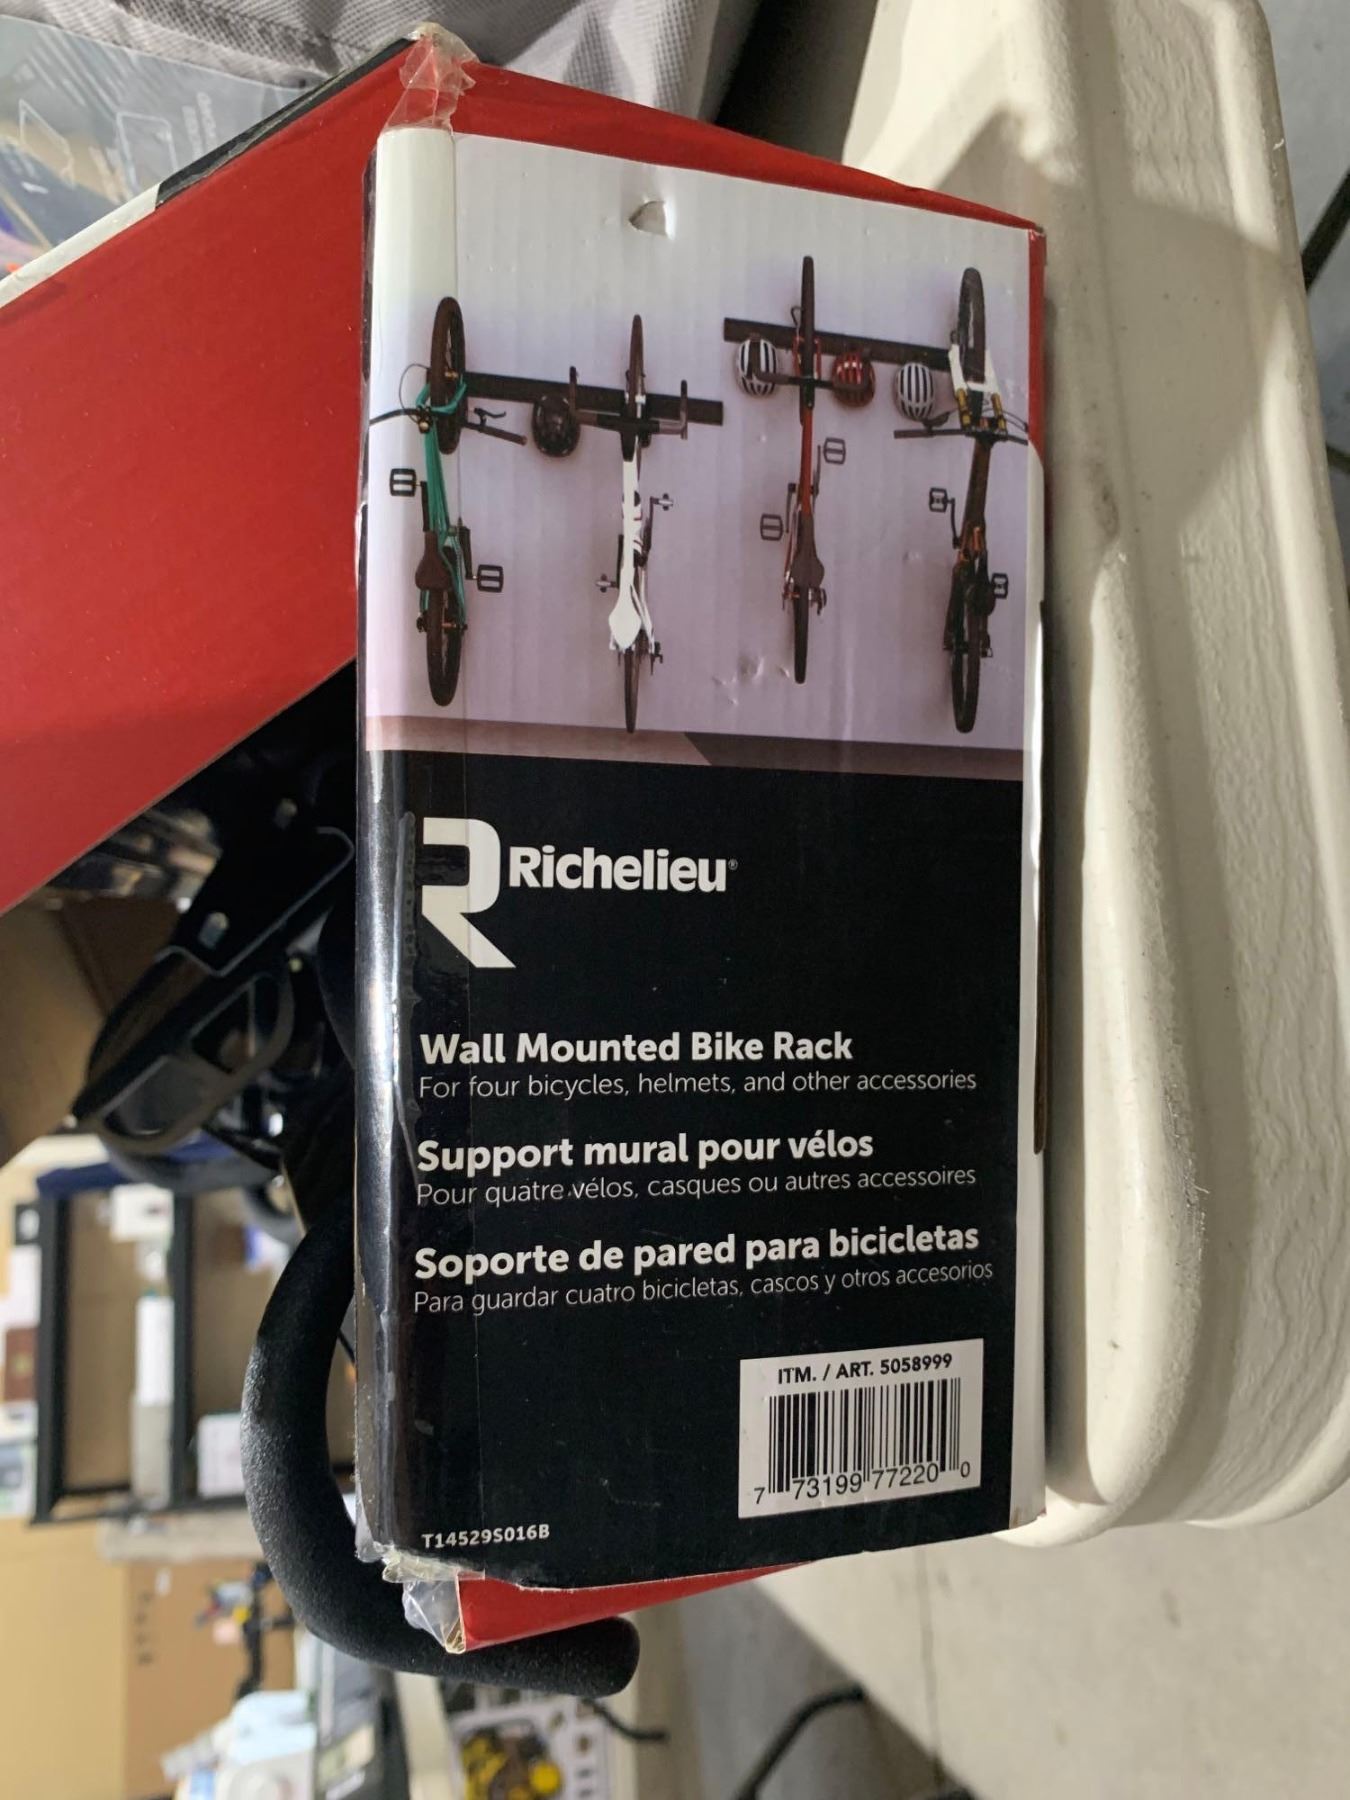 Richelieu®
Wall Mounted Bike Rack
For four bicycles, helmets, and other accessories
Support mural pour vélos
Pour quatre vélos, casques ou autres accessoires
Soporte de pared para bicicletas
Para guardar cuatro bicicletas, cascos y otros accesorios
ITM. / ART. 5058999
7 73199 77220 0
T14529S016B